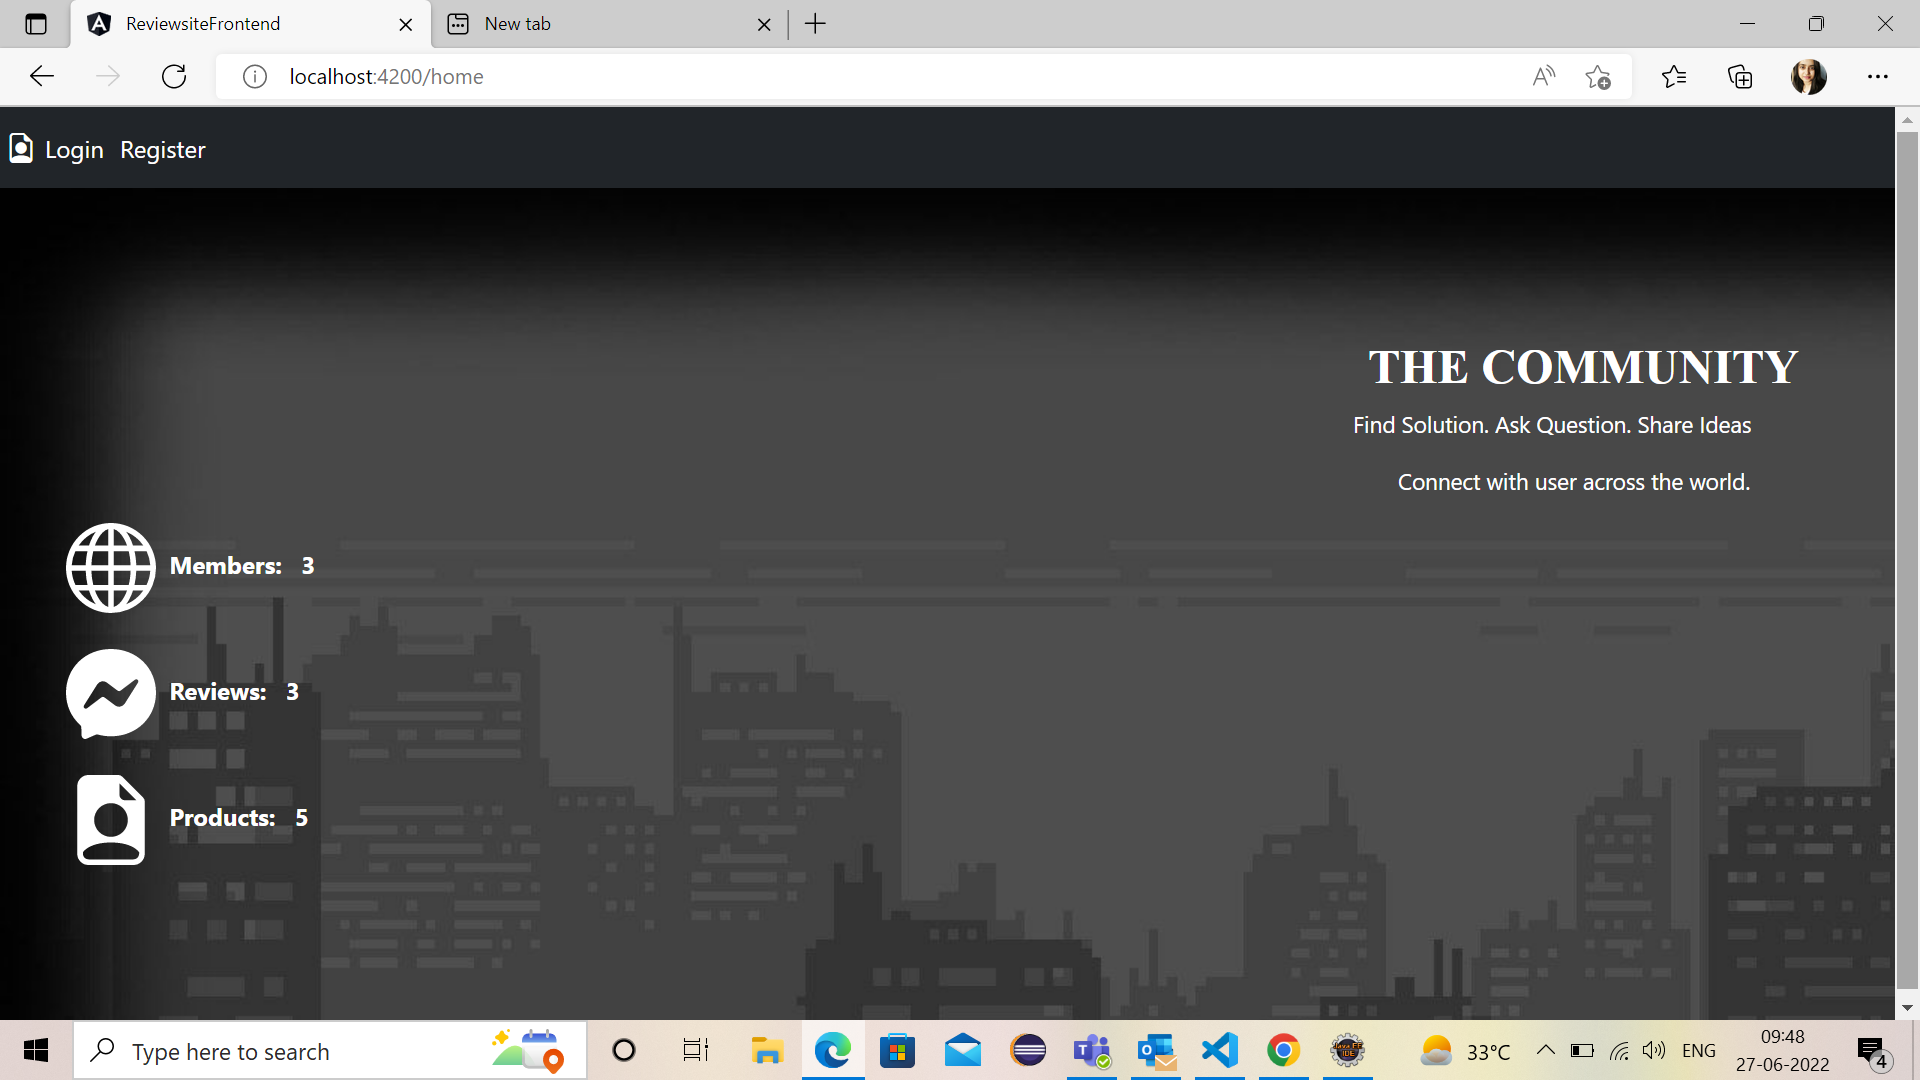 ReviewsiteFrontend
New tab
localhost:4200/home
Login Register
THE COMMUNITY
Find Solution. Ask Question. Share Ideas
Connect with user across the world.
Members: 3
Reviews: 3
Products: 5
Type here to search
33°C
ENG
09:48
27-06-2022
4